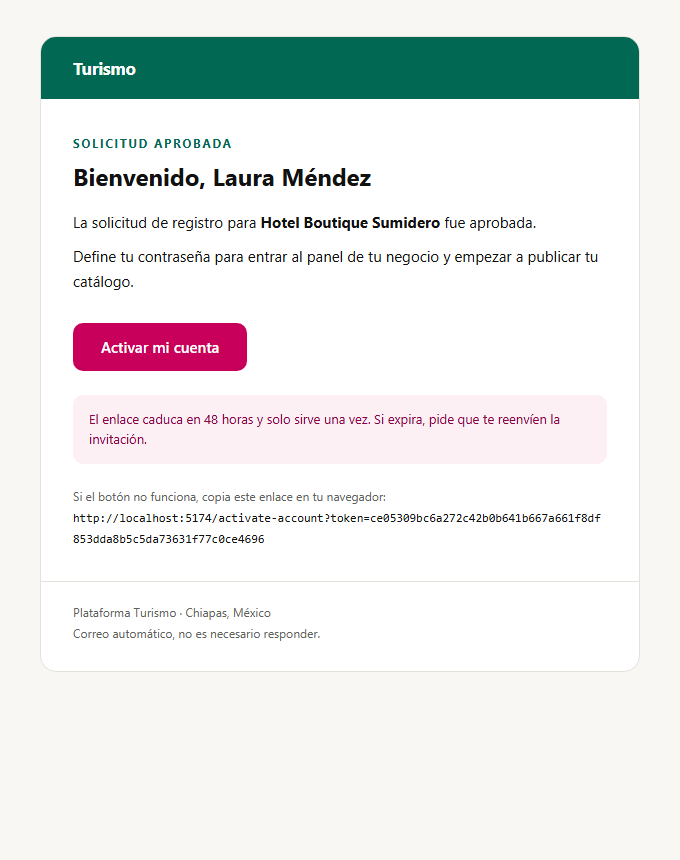 Turismo
SOLICITUD APROBADA
Bienvenido, Laura Méndez
La solicitud de registro para Hotel Boutique Sumidero fue aprobada.
Define tu contraseña para entrar al panel de tu negocio y empezar a publicar tu
catálogo.
Activar mi cuenta
El enlace caduca en 48 horas y solo sirve una vez. Si expira, pide que te reenvíen la
invitación.
Si el botón no funciona, copia este enlace en tu navegador:
http://localhost:5174/activate-account?token=ce05309bc6a272c42b0b641b667a661f8df
853dda8b5c5da73631f77c0ce4696
Plataforma Turismo · Chiapas, México
Correo automático, no es necesario responder.